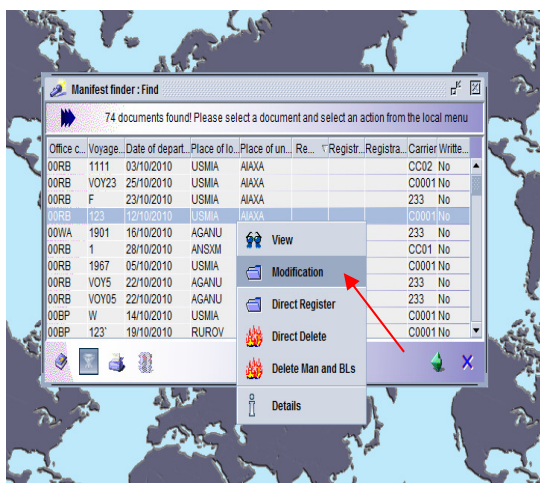 Manifest finder : Find
74 documents found! Please select a document and select an action from the local menu
Office c... Voyage... Date of depart... Place of lo... Place of un... Re... Registr... Registra... Carrier Writte...
00RB 1111 03/10/2010 USMIA AIAXA CC02 No
00RB VOY23 25/10/2010 USMIA AIAXA C0001 No
00RB F 23/10/2010 USMIA AIAXA 233 No
00RB 123 12/10/2010 USMIA AIAXA C0001 No
00WA 1901 16/10/2010 AGANU 233 No
00RB 1 28/10/2010 ANSXM CC01 No
00RB 1967 05/10/2010 USMIA C0001 No
00RB VOY5 22/10/2010 AGANU 233 No
00RB VOY05 22/10/2010 AGANU 233 No
00BP W 14/10/2010 USMIA C0001 No
00BP 123` 19/10/2010 RUROV C0001 No
View
Modification
Direct Register
Direct Delete
Delete Man and BLs
Details